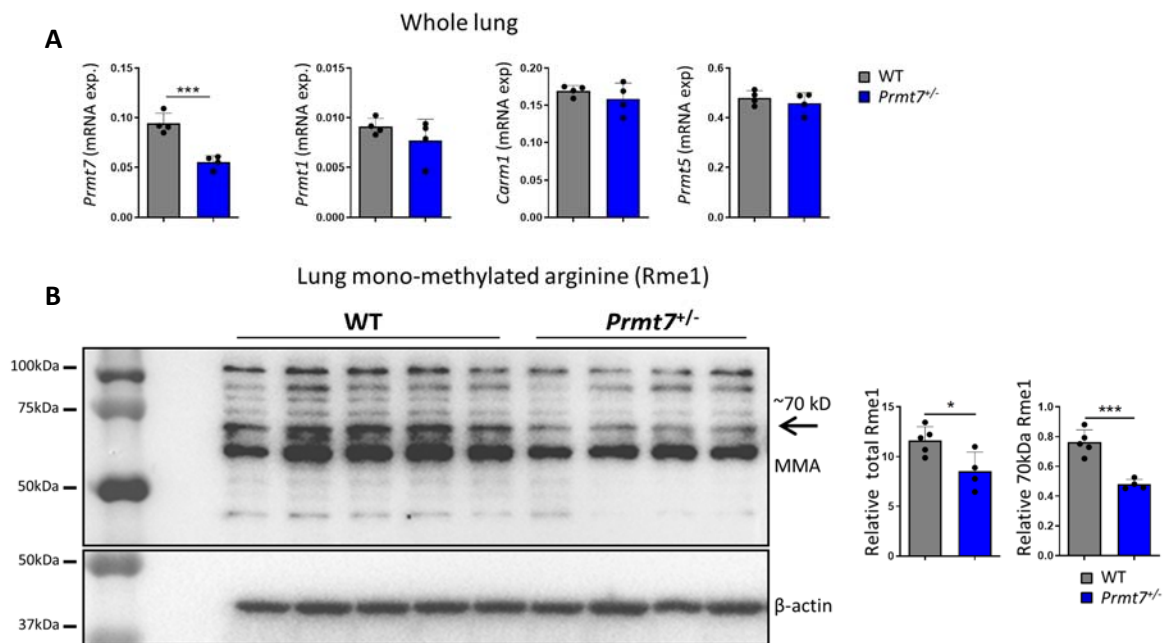 A
Whole lung
Prmt7 (mRNA exp.)
0.15
0.10
0.05
0.00
***
Prmt1 (mRNA exp.)
0.015
0.010
0.005
0.000
Carm1 (mRNA exp)
0.20
0.15
0.10
0.05
0.00
Prmt5 (mRNA exp)
0.6
0.4
0.2
0.0
WT
Prmt7+/-
B
Lung mono-methylated arginine (Rme1)
WT
Prmt7+/-
100kDa
75kDa
50kDa
~70 kD
MMA
50kDa
37kDa
β-actin
Relative total Rme1
15
10
5
0
*
Relative 70kDa Rme1
1.0
0.8
0.6
0.4
0.2
0.0
***
WT
Prmt7+/-